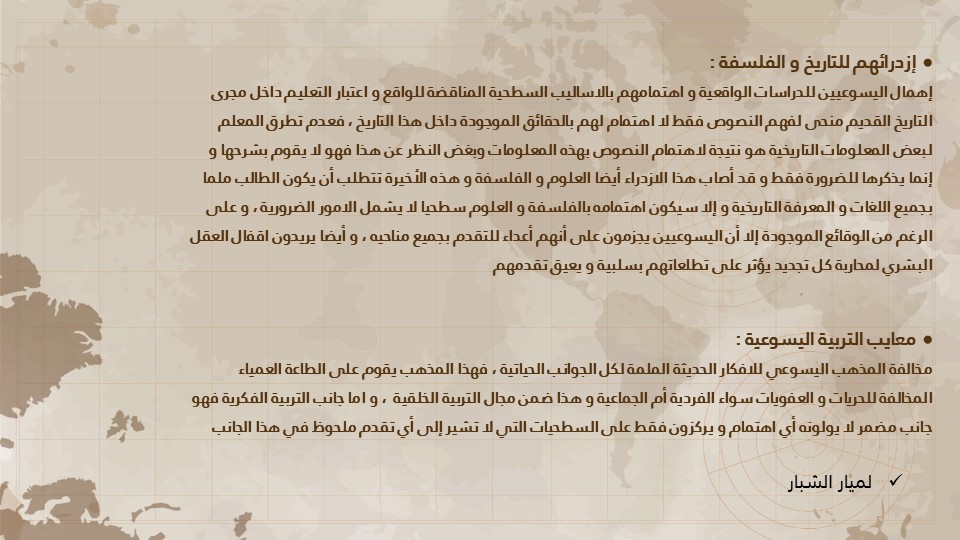 ● إزدرائهم للتاريخ و الفلسفة :
إهمال اليسوعيين للدراسات الواقعية و اهتمامهم بالاساليب السطحية المناقضة للواقع و اعتبار التعليم داخل مجرى
التاريخ القديم منحى لفهم النصوص فقط لا اهتمام لهم بالحقائق الموجودة داخل هذا التاريخ ، فعدم تطرق المعلم
لبعض المعلومات التاريخية هو نتيجة لاهتمام النصوص بهذه المعلومات وبغض النظر عن هذا فهو لا يقوم بشرحها و
إنما يذكرها للضرورة فقط و قد أصاب هذا الازدراء أيضا العلوم و الفلسفة و هذه الأخيرة تتطلب أن يكون الطالب ملما
بجميع اللغات و المعرفة التاريخية و إلا سيكون اهتمامه بالفلسفة و العلوم سطحيا لا يشمل الامور الضرورية ، و على
الرغم من الوقائع الموجودة إلا أن اليسوعيين يجزمون على أنهم أعداء للتقدم بجميع مناحيه ، و أيضا يريدون اقفال العقل
البشري لمحاربة كل تجديد يؤثر على تطلعاتهم بسلبية و يعيق تقدمهم
● معايب التربية اليسوعية :
مخالفة المذهب اليسوعي للافكار الحديثة الملمة لكل الجوانب الحياتية ، فهذا المذهب يقوم على الطاعة العمياء
المخالفة للحريات و العفويات سواء الفردية أم الجماعية و هذا ضمن مجال التربية الخلقية ، و اما جانب التربية الفكرية فهو
جانب مضمر لا يولونه أي اهتمام و يركزون فقط على السطحيات التي لا تشير إلى أي تقدم ملحوظ في هذا الجانب
✓ لميار الشبار